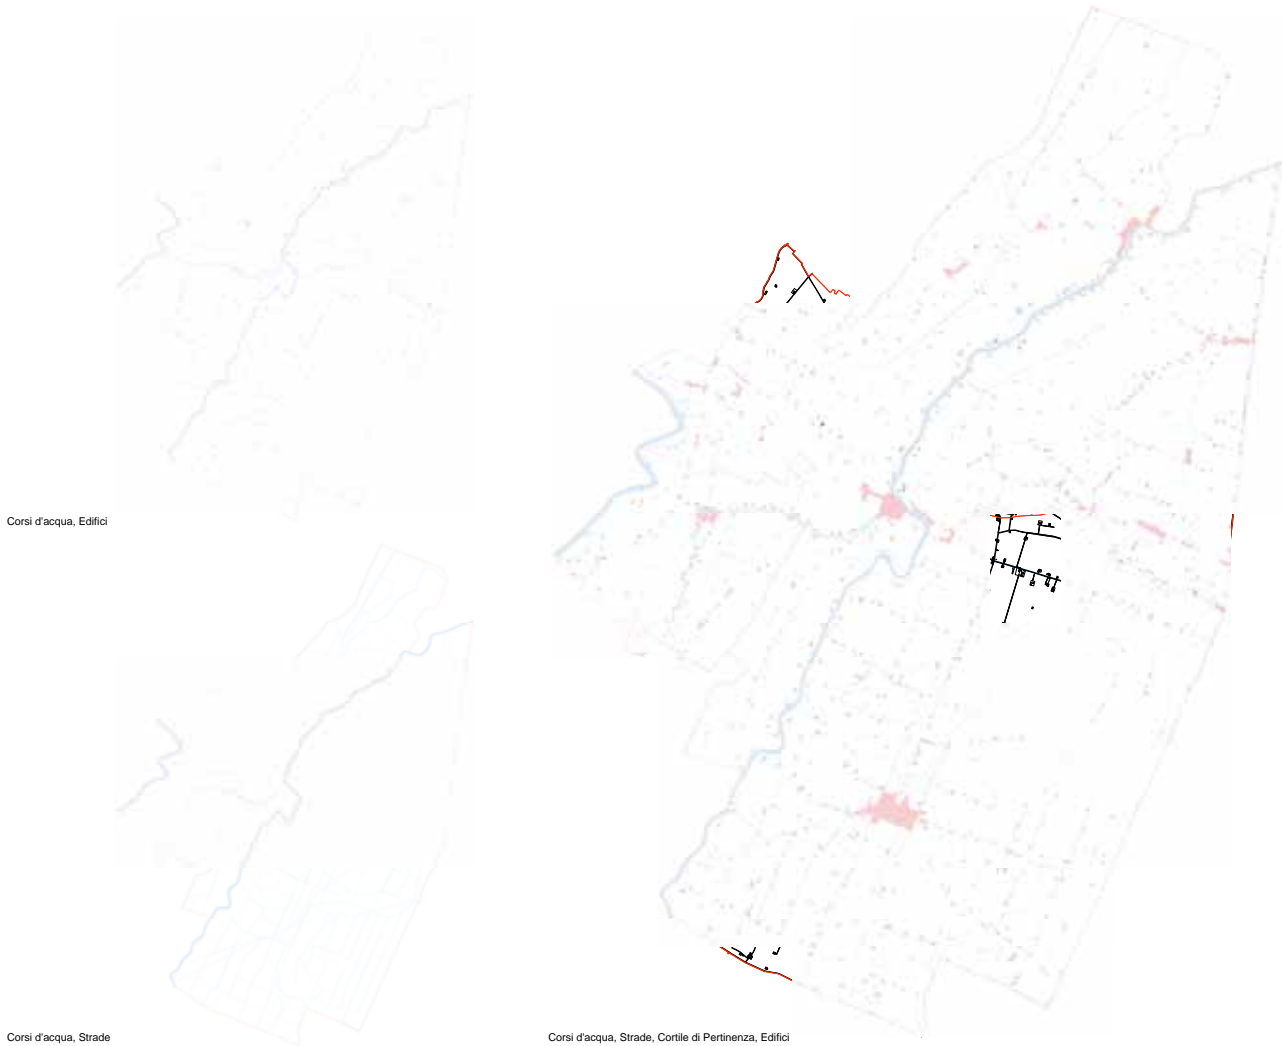 Corsi d'acqua, Edifici
Corsi d'acqua, Strade
Corsi d'acqua, Strade, Cortile di Pertinenza, Edifici